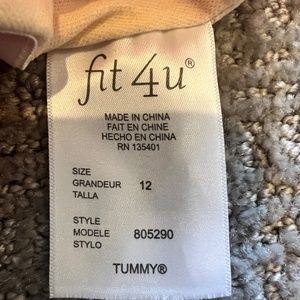 fit 4u®
MADE IN CHINA
FAIT EN CHINE
HECHO EN CHINA
RN 135401
SIZE
GRANDEUR 12
TALLA
STYLE
MODELE 805290
STYLO
TUMMY®